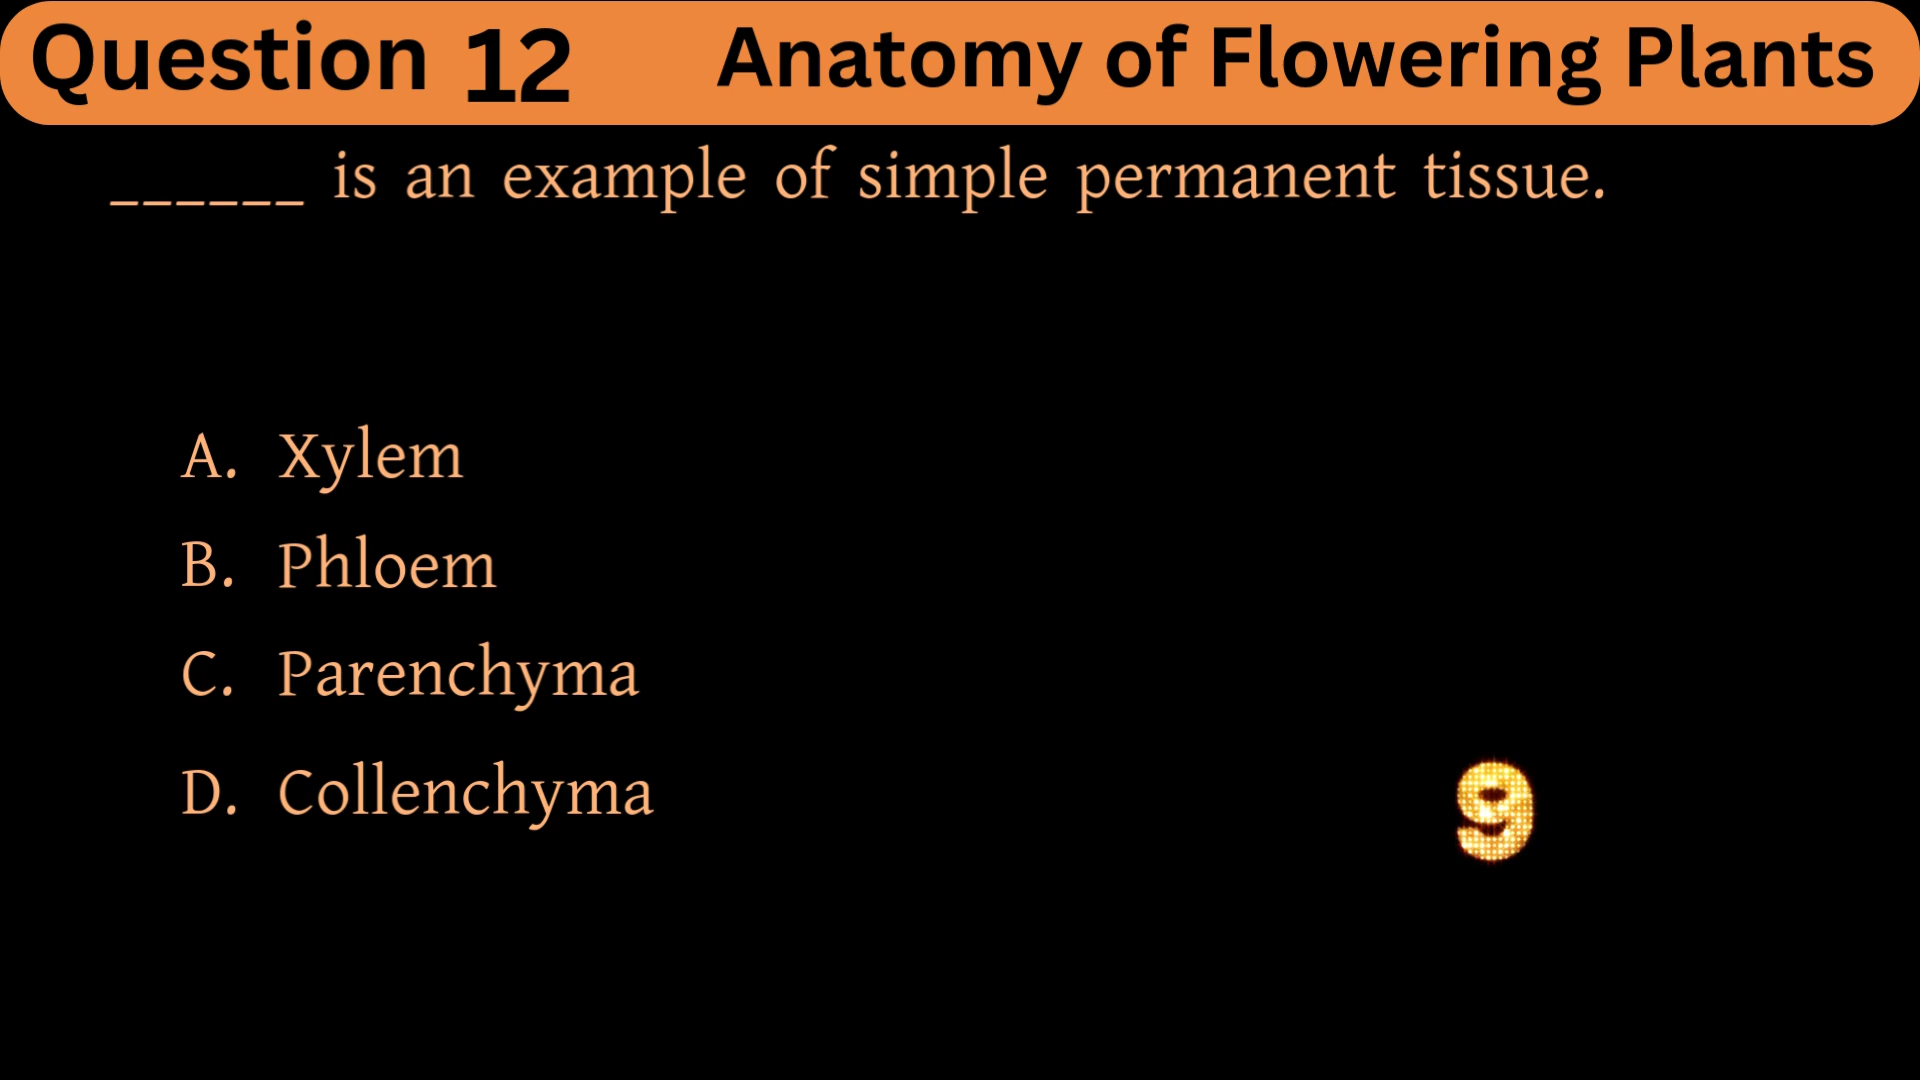 Question 12 Anatomy of Flowering Plants
______ is an example of simple permanent tissue.
A. Xylem
B. Phloem
C. Parenchyma
D. Collenchyma
9